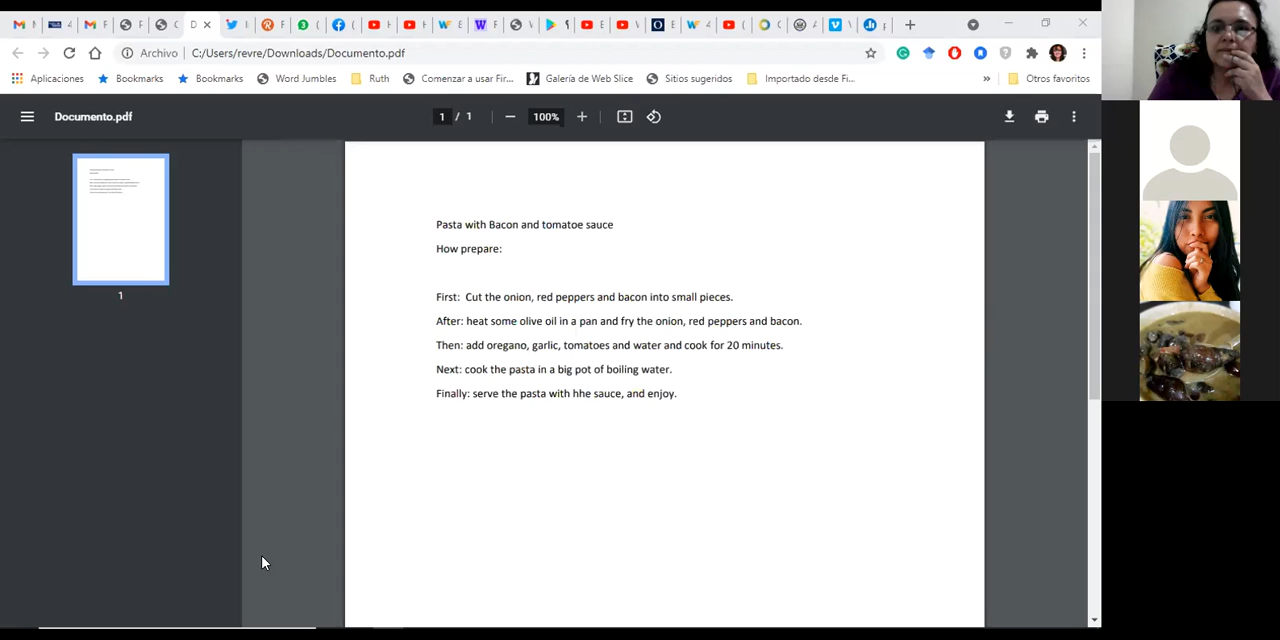 Archivo
C:/Users/revre/Downloads/Documento.pdf
Aplicaciones
Bookmarks
Bookmarks
Word Jumbles
Ruth
Comenzar a usar Fir...
Galería de Web Slice
Sitios sugeridos
Importado desde Fi...
»
Otros favoritos
Documento.pdf
1 / 1
100%
1
Pasta with Bacon and tomatoe sauce
How prepare:
First: Cut the onion, red peppers and bacon into small pieces.
After: heat some olive oil in a pan and fry the onion, red peppers and bacon.
Then: add oregano, garlic, tomatoes and water and cook for 20 minutes.
Next: cook the pasta in a big pot of boiling water.
Finally: serve the pasta with hhe sauce, and enjoy.